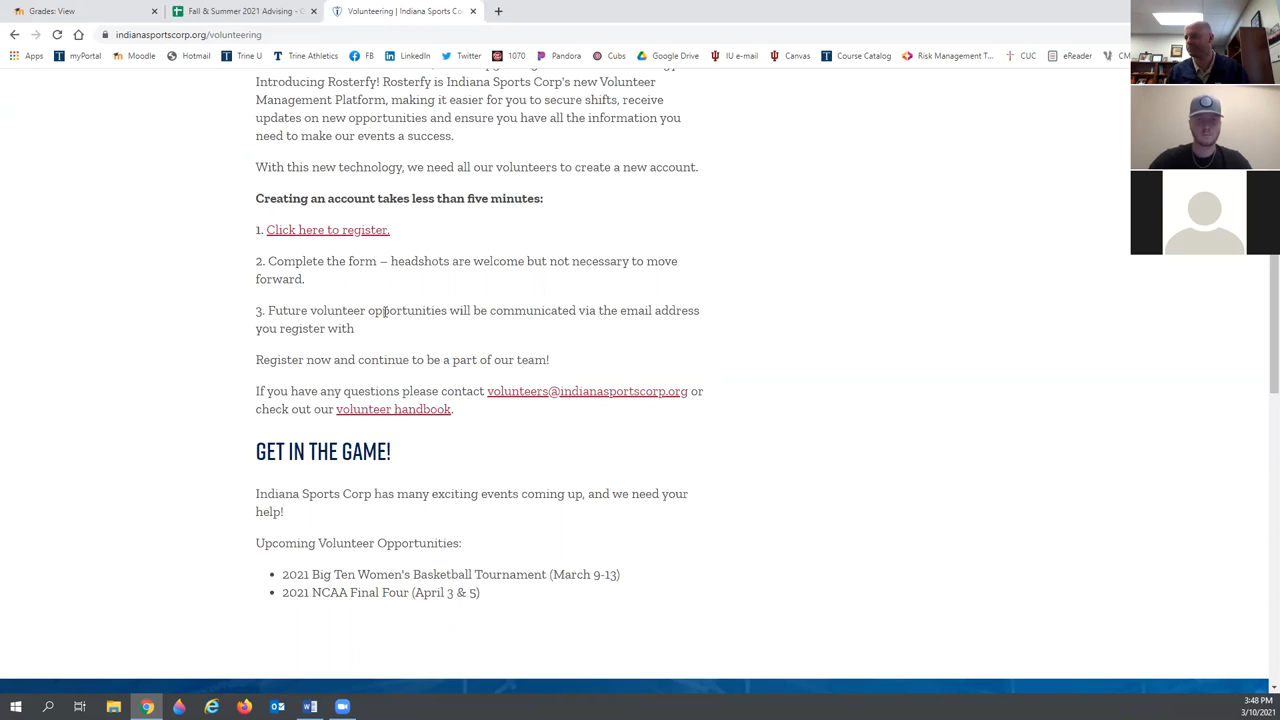 Grades: View
Fall & Summer 2021 Advising - G
Volunteering | Indiana Sports Co
indianasportscorp.org/volunteering
Apps myPortal Moodle Hotmail Trine U Trine Athletics FB LinkedIn Twitter 1070 Pandora Cubs Google Drive IU e-mail Canvas Course Catalog Risk Management T... CUC eReader CM
Introducing Rosterfy! Rosterfy is Indiana Sports Corp's new Volunteer
Management Platform, making it easier for you to secure shifts, receive
updates on new opportunities and ensure you have all the information you
need to make our events a success.
With this new technology, we need all our volunteers to create a new account.
Creating an account takes less than five minutes:
1. Click here to register.
2. Complete the form – headshots are welcome but not necessary to move
forward.
3. Future volunteer opportunities will be communicated via the email address
you register with
Register now and continue to be a part of our team!
If you have any questions please contact volunteers@indianasportscorp.org or
check out our volunteer handbook.
GET IN THE GAME!
Indiana Sports Corp has many exciting events coming up, and we need your
help!
Upcoming Volunteer Opportunities:
• 2021 Big Ten Women's Basketball Tournament (March 9-13)
• 2021 NCAA Final Four (April 3 & 5)
3:48 PM
3/10/2021